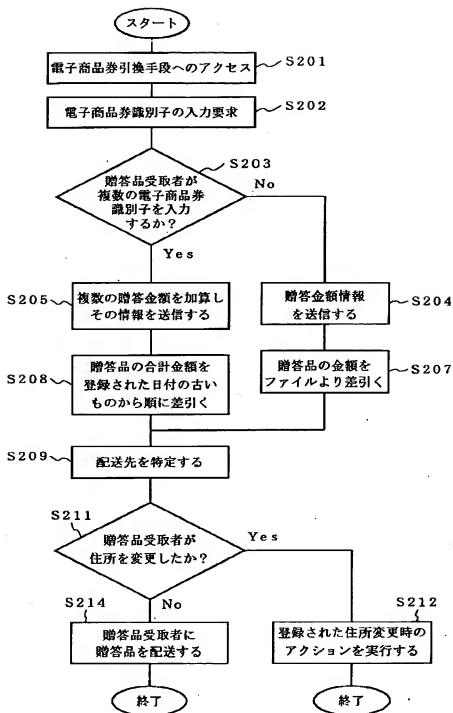 スタート
電子商品券引換手段へのアクセス
S201
電子商品券識別子の入力要求
S202
S203
贈答品受取者が
複数の電子商品券
識別子を入力
するか？
No
Yes
S205
複数の贈答金額を加算し
その情報を送信する
贈答金額情報
を送信する
S204
S208
贈答品の合計金額を
登録された日付の古い
ものから順に差引く
贈答品の金額を
ファイルより差引く
S207
S209
配送先を特定する
S211
贈答品受取者が
住所を変更したか？
Yes
No
S214
贈答品受取者に
贈答品を配送する
S212
登録された住所変更時の
アクションを実行する
終了
終了